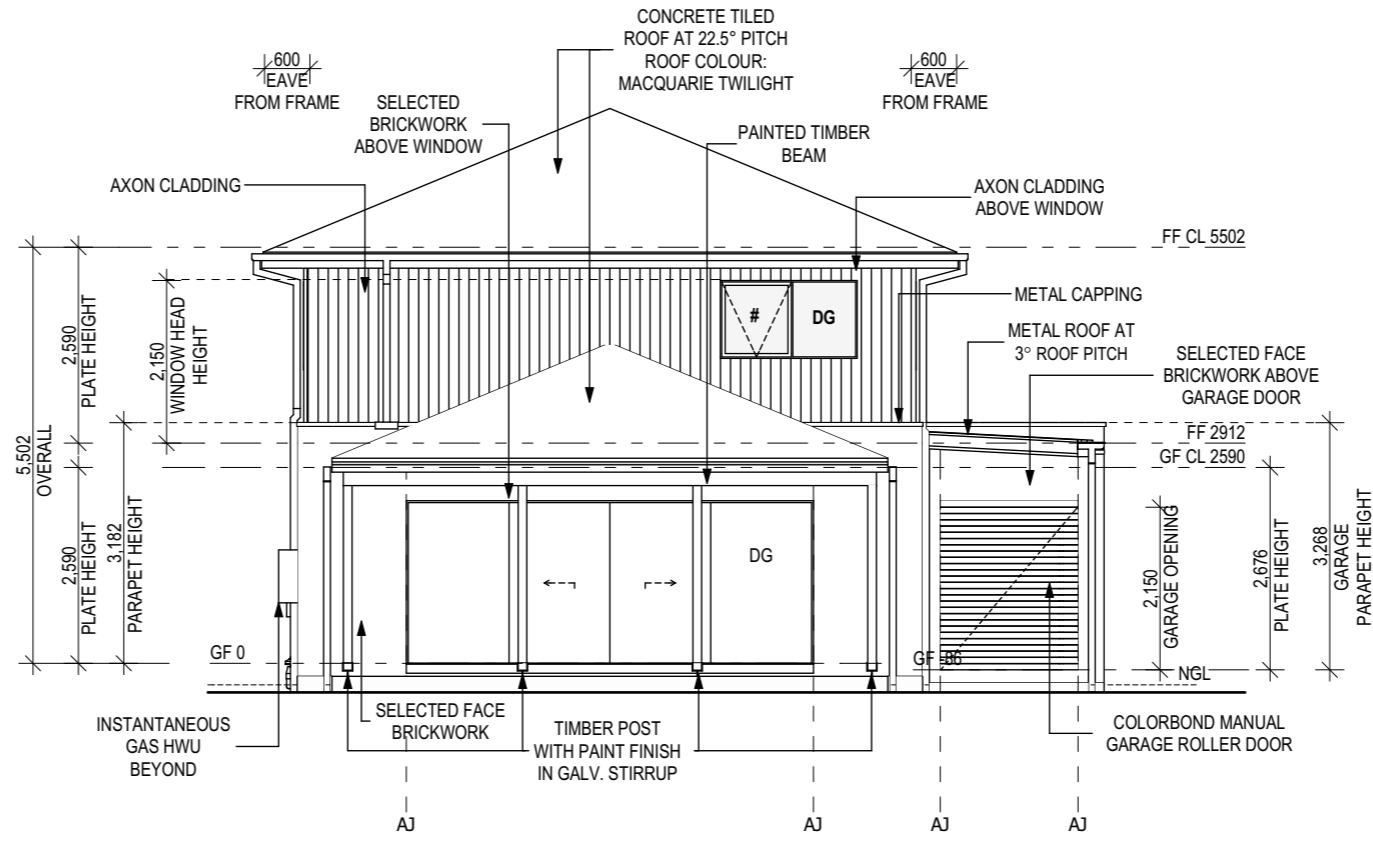 CONCRETE TILED
ROOF AT 22.5° PITCH
ROOF COLOUR:
MACQUARIE TWILIGHT
600
EAVE
FROM FRAME
600
EAVE
FROM FRAME
SELECTED
BRICKWORK
ABOVE WINDOW
PAINTED TIMBER
BEAM
AXON CLADDING
AXON CLADDING
ABOVE WINDOW
FF CL 5502
METAL CAPPING
METAL ROOF AT
3° ROOF PITCH
SELECTED FACE
BRICKWORK ABOVE
GARAGE DOOR
#
DG
FF 2912
GF CL 2590
5,502
OVERALL
2,590
PLATE HEIGHT
2,590
PLATE HEIGHT
3,182
PARAPET HEIGHT
2,150
WINDOW HEAD
HEIGHT
DG
2,150
GARAGE OPENING
2,676
PLATE HEIGHT
3,268
GARAGE
PARAPET HEIGHT
GF 0
GF -86
NGL
INSTANTANEOUS
GAS HWU
BEYOND
SELECTED FACE
BRICKWORK
TIMBER POST
WITH PAINT FINISH
IN GALV. STIRRUP
COLORBOND MANUAL
GARAGE ROLLER DOOR
AJ
AJ
AJ
AJ